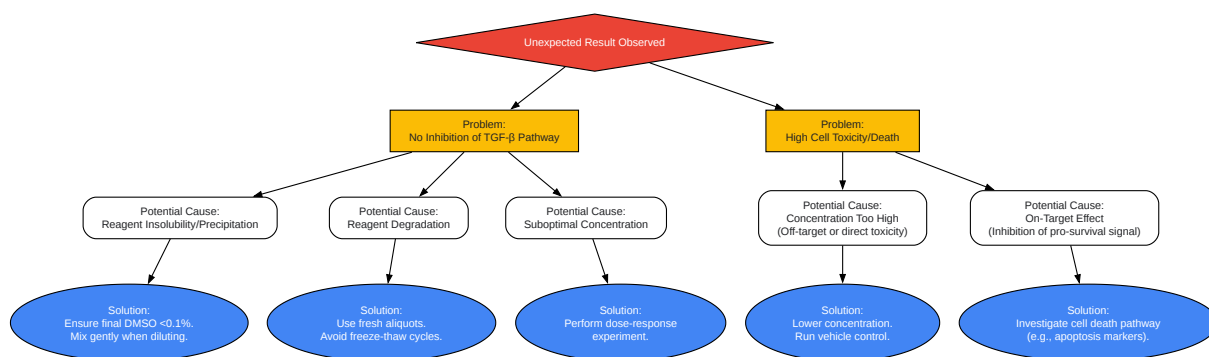 Unexpected Result Observed
Problem:
No Inhibition of TGF-β Pathway
Problem:
High Cell Toxicity/Death
Potential Cause:
Reagent Insolubility/Precipitation
Potential Cause:
Reagent Degradation
Potential Cause:
Suboptimal Concentration
Potential Cause:
Concentration Too High
(Off-target or direct toxicity)
Potential Cause:
On-Target Effect
(Inhibition of pro-survival signal)
Solution:
Ensure final DMSO <0.1%.
Mix gently when diluting.
Solution:
Use fresh aliquots.
Avoid freeze-thaw cycles.
Solution:
Perform dose-response
experiment.
Solution:
Lower concentration.
Run vehicle control.
Solution:
Investigate cell death pathway
(e.g., apoptosis markers).